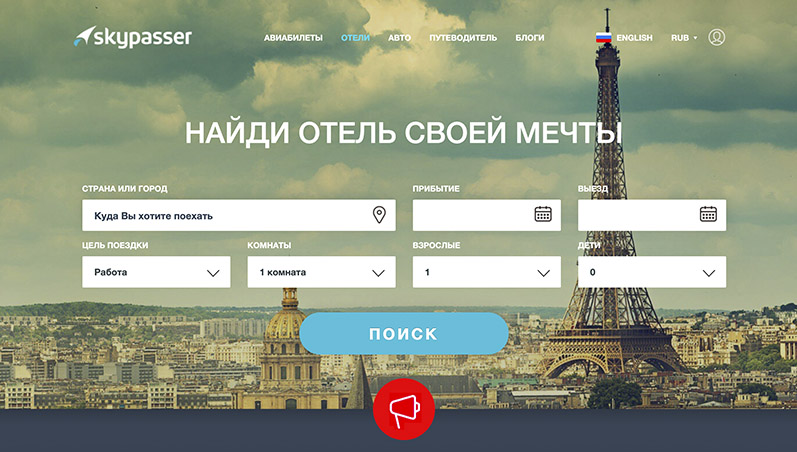 skypasser
АВИАБИЛЕТЫ ОТЕЛИ АВТО ПУТЕВОДИТЕЛЬ БЛОГИ ENGLISH RUB
НАЙДИ ОТЕЛЬ СВОЕЙ МЕЧТЫ
СТРАНА ИЛИ ГОРОД ПРИБЫТИЕ ВЫЕЗД
Куда Вы хотите поехать
ЦЕЛЬ ПОЕЗДКИ КОМНАТЫ ВЗРОСЛЫЕ ДЕТИ
Работа 1 комната 1 0
ПОИСК